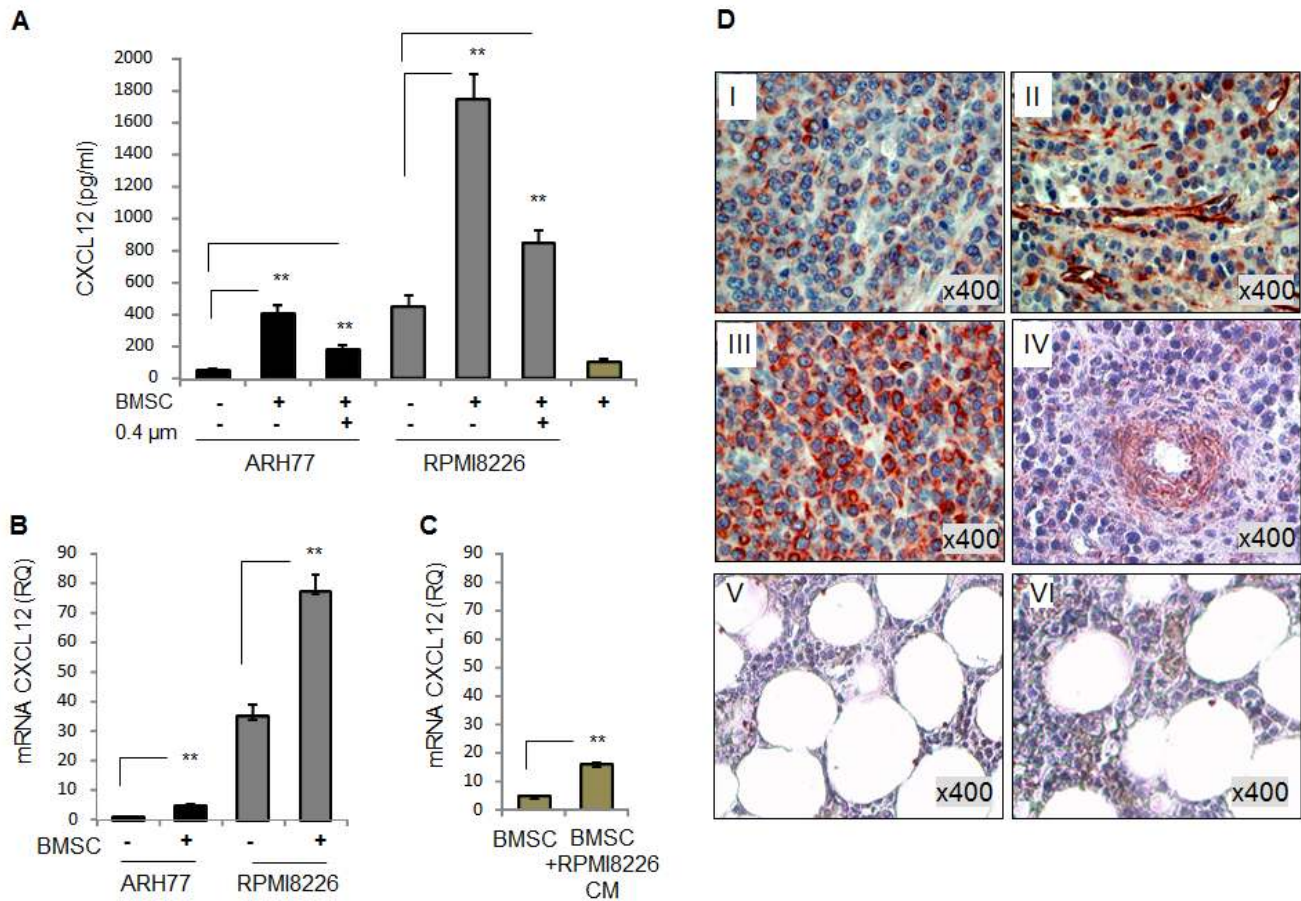 A
2000
1800
1600
1400
1200
1000
800
600
400
200
0
CXCL12 (pg/ml)
** ** ** **
BMSC - + + - + + +
0.4 µm - - + - - +
ARH77 RPMI8226
B
90
80
70
60
50
40
30
20
10
0
mRNA CXCL12 (RQ)
** **
BMSC - + - +
ARH77 RPMI8226
C
90
80
70
60
50
40
30
20
10
0
mRNA CXCL12 (RQ)
**
BMSC BMSC
+RPMI8226
CM
D
I x400
II x400
III x400
IV x400
V x400
VI x400